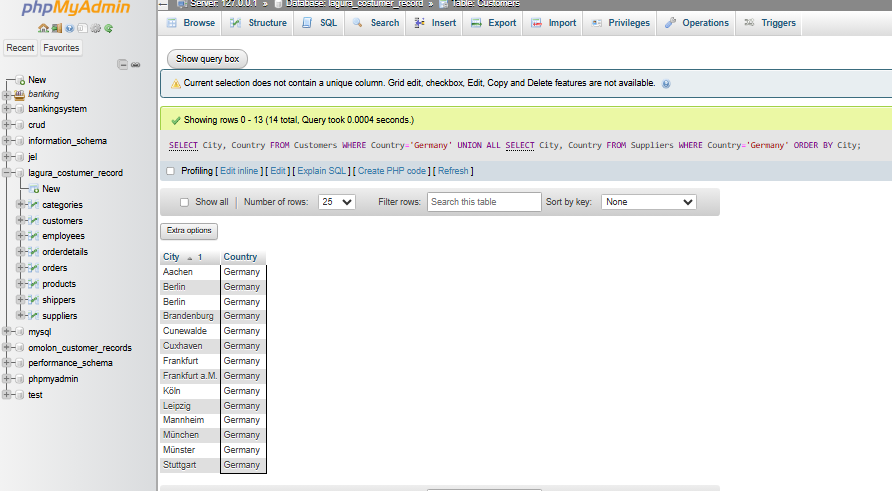 phpMyAdmin
Server: 127.0.0.1 » Database: lagura_costumer_record » Table: Customers
Browse Structure SQL Search Insert Export Import Privileges Operations Triggers
Recent Favorites
New
banking
bankingsystem
crud
information_schema
jel
lagura_costumer_record
New
categories
customers
employees
orderdetails
orders
products
shippers
suppliers
mysql
omolon_customer_records
performance_schema
phpmyadmin
test
Show query box
Current selection does not contain a unique column. Grid edit, checkbox, Edit, Copy and Delete features are not available.
Showing rows 0 - 13 (14 total, Query took 0.0004 seconds.)
SELECT City, Country FROM Customers WHERE Country='Germany' UNION ALL SELECT City, Country FROM Suppliers WHERE Country='Germany' ORDER BY City;
Profiling [ Edit inline ] [ Edit ] [ Explain SQL ] [ Create PHP code ] [ Refresh ]
Show all Number of rows: 25 Filter rows: Search this table Sort by key: None
Extra options
City 1 Country
Aachen Germany
Berlin Germany
Berlin Germany
Brandenburg Germany
Cunewalde Germany
Cuxhaven Germany
Frankfurt Germany
Frankfurt a.M. Germany
Köln Germany
Leipzig Germany
Mannheim Germany
München Germany
Münster Germany
Stuttgart Germany